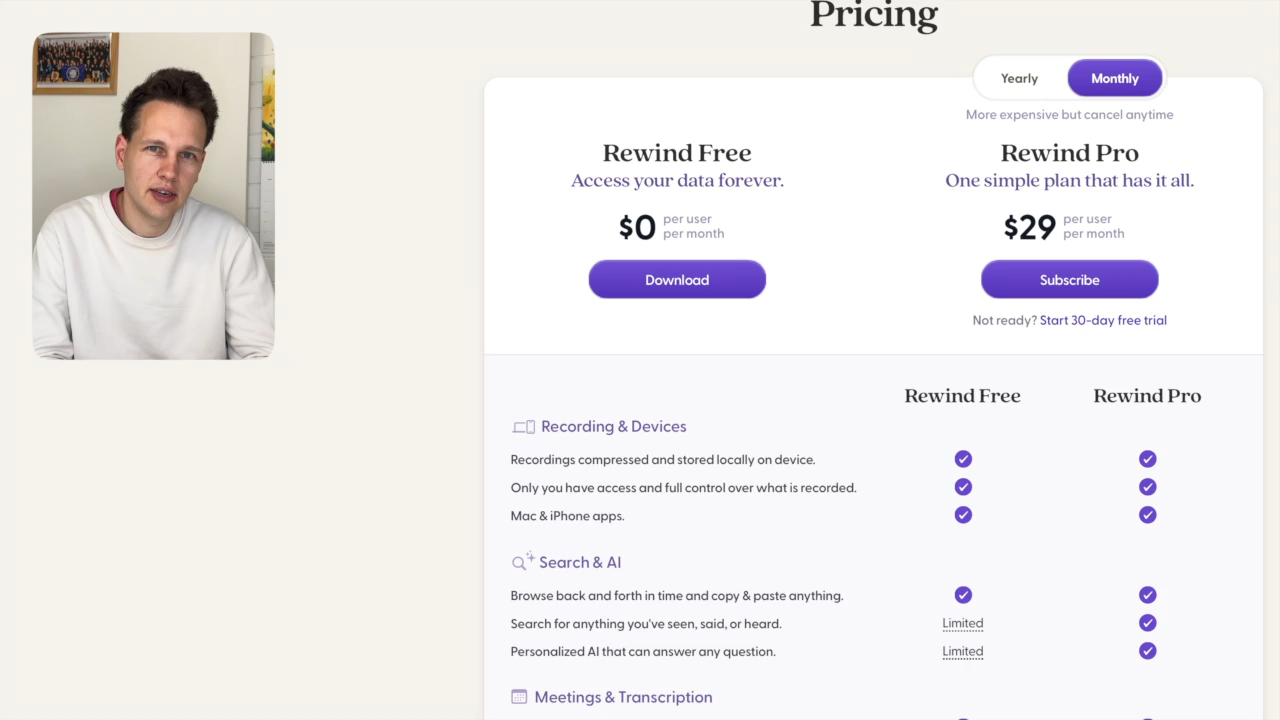 Pricing
Yearly
Monthly
More expensive but cancel anytime
Rewind Free
Access your data forever.
$0 per user
per month
Download
Rewind Pro
One simple plan that has it all.
$29 per user
per month
Subscribe
Not ready? Start 30-day free trial
Rewind Free
Rewind Pro
Recording & Devices
Recordings compressed and stored locally on device.
Only you have access and full control over what is recorded.
Mac & iPhone apps.
Search & AI
Browse back and forth in time and copy & paste anything.
Search for anything you've seen, said, or heard.
Limited
Personalized AI that can answer any question.
Limited
Meetings & Transcription